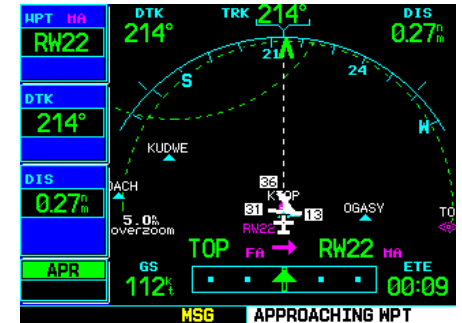 WPT MA
RW22
DTK
214°
DIS
0.27nm
APR
DTK
214°
TRK 214°
DIS
0.27nm
21
24
S
W
KUDWE
OACH
5.0nm
overzoom
36
KTOP
31
13
RW22
OGASY
TO
TOP FA → RW22 MA
GS
112kt
ETE
00:09
MSG
APPROACHING WPT